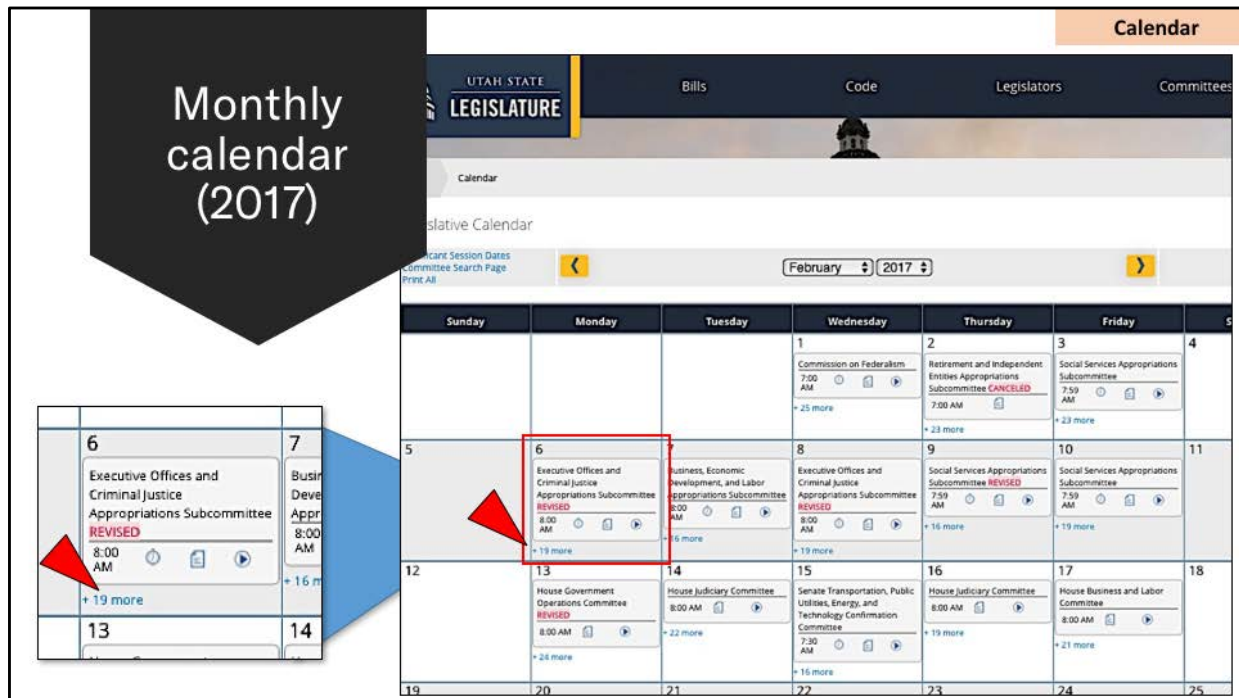 Calendar
Monthly
calendar
(2017)
UTAH STATE
LEGISLATURE
Bills
Code
Legislators
Committees
Calendar
slative Calendar
icant Session Dates
Committee Search Page
Print All
February
2017
Sunday
Monday
Tuesday
Wednesday
Thursday
Friday
S
1
Commission on Federalism
7:00
AM
+ 25 more
2
Retirement and Independent
Entities Appropriations
Subcommittee CANCELED
7:00 AM
+ 23 more
3
Social Services Appropriations
Subcommittee
7:59
AM
+ 23 more
4
5
6
Executive Offices and
Criminal Justice
Appropriations Subcommittee
REVISED
8:00
AM
+ 19 more
7
Business, Economic
Development, and Labor
Appropriations Subcommittee
8:00
AM
+ 16 more
8
Executive Offices and
Criminal Justice
Appropriations Subcommittee
REVISED
8:00
AM
+ 19 more
9
Social Services Appropriations
Subcommittee REVISED
7:59
AM
+ 16 more
10
Social Services Appropriations
Subcommittee
7:59
AM
+ 19 more
11
12
13
House Government
Operations Committee
REVISED
8:00 AM
+ 24 more
14
House Judiciary Committee
8:00 AM
+ 22 more
15
Senate Transportation, Public
Utilities, Energy, and
Technology Confirmation
Committee
7:30
AM
+ 16 more
16
House Judiciary Committee
8:00 AM
+ 19 more
17
House Business and Labor
Committee
8:00 AM
+ 21 more
18
19
20
21
22
23
24
25
6
Executive Offices and
Criminal Justice
Appropriations Subcommittee
REVISED
8:00
AM
+ 19 more
7
Busin
Deve
Appr
8:00
AM
+ 16 m
13
14